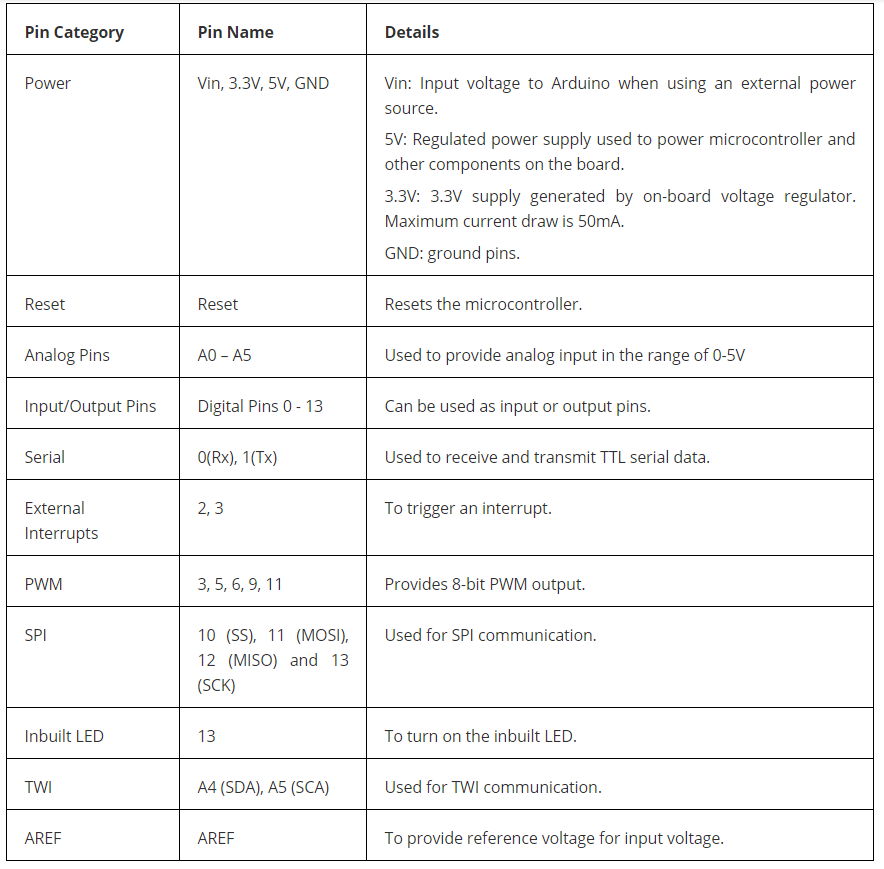 Pin Category Pin Name Details
Power Vin, 3.3V, 5V, GND Vin: Input voltage to Arduino when using an external power
source.
5V: Regulated power supply used to power microcontroller and
other components on the board.
3.3V: 3.3V supply generated by on-board voltage regulator.
Maximum current draw is 50mA.
GND: ground pins.
Reset Reset Resets the microcontroller.
Analog Pins A0 – A5 Used to provide analog input in the range of 0-5V
Input/Output Pins Digital Pins 0 - 13 Can be used as input or output pins.
Serial 0(Rx), 1(Tx) Used to receive and transmit TTL serial data.
External 2, 3 To trigger an interrupt.
Interrupts
PWM 3, 5, 6, 9, 11 Provides 8-bit PWM output.
SPI 10 (SS), 11 (MOSI), Used for SPI communication.
12 (MISO) and 13
(SCK)
Inbuilt LED 13 To turn on the inbuilt LED.
TWI A4 (SDA), A5 (SCA) Used for TWI communication.
AREF AREF To provide reference voltage for input voltage.